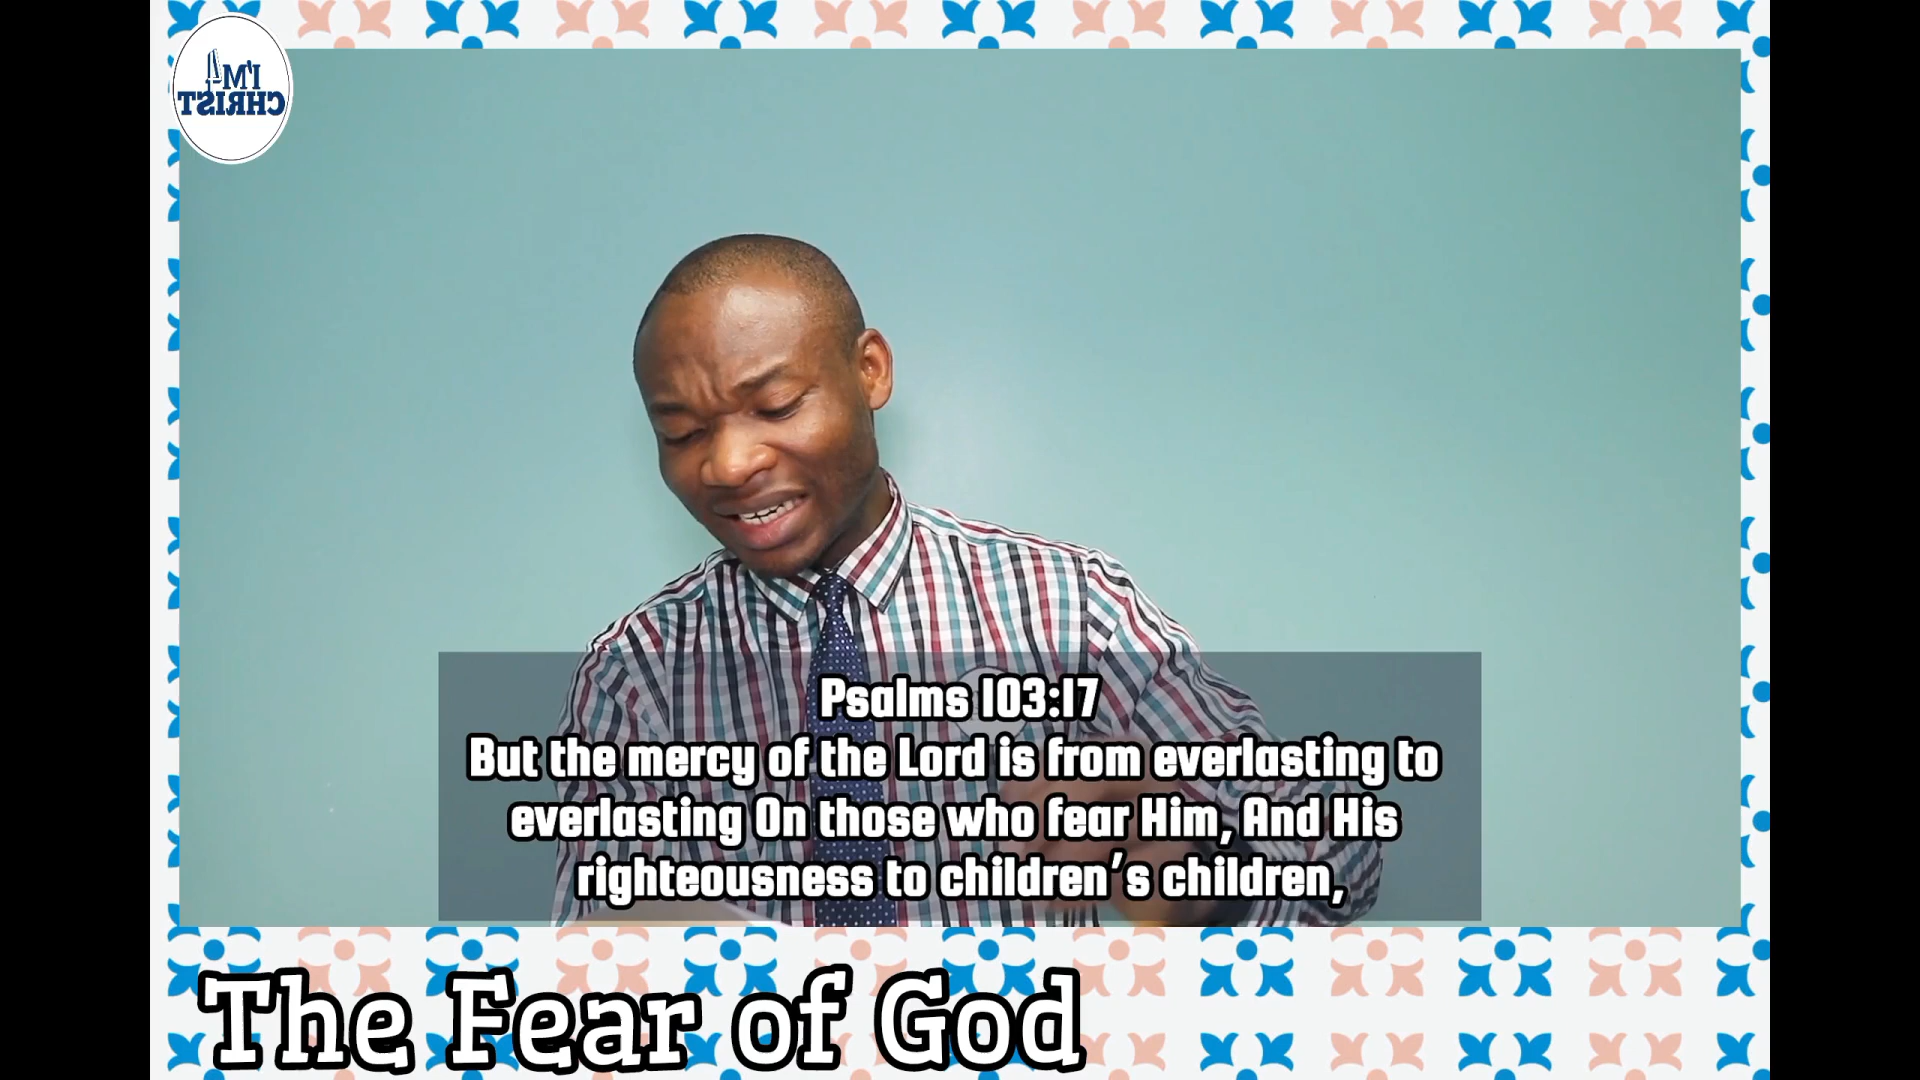 I'M
CHRIST
Psalms 103:17
But the mercy of the Lord is from everlasting to
everlasting On those who fear Him, And His
righteousness to children's children,
The Fear of God